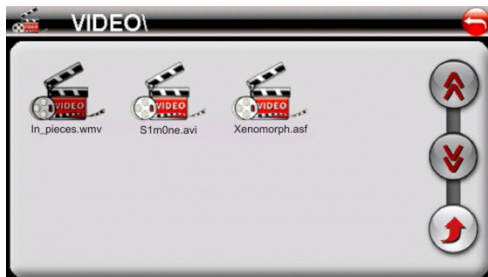 VIDEO\
VIDEO
VIDEO
VIDEO
In_pieces.wmv
S1m0ne.avi
Xenomorph.asf